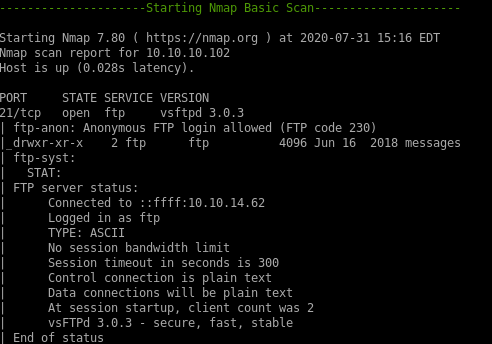 ---------------------Starting Nmap Basic Scan---------------------
Starting Nmap 7.80 ( https://nmap.org ) at 2020-07-31 15:16 EDT
Nmap scan report for 10.10.10.102
Host is up (0.028s latency).
PORT     STATE SERVICE VERSION
21/tcp   open  ftp     vsftpd 3.0.3
| ftp-anon: Anonymous FTP login allowed (FTP code 230)
|_drwxr-xr-x    2 ftp      ftp          4096 Jun 16  2018 messages
| ftp-syst:
|   STAT:
| FTP server status:
|      Connected to ::ffff:10.10.14.62
|      Logged in as ftp
|      TYPE: ASCII
|      No session bandwidth limit
|      Session timeout in seconds is 300
|      Control connection is plain text
|      Data connections will be plain text
|      At session startup, client count was 2
|      vsFTPd 3.0.3 - secure, fast, stable
| End of status